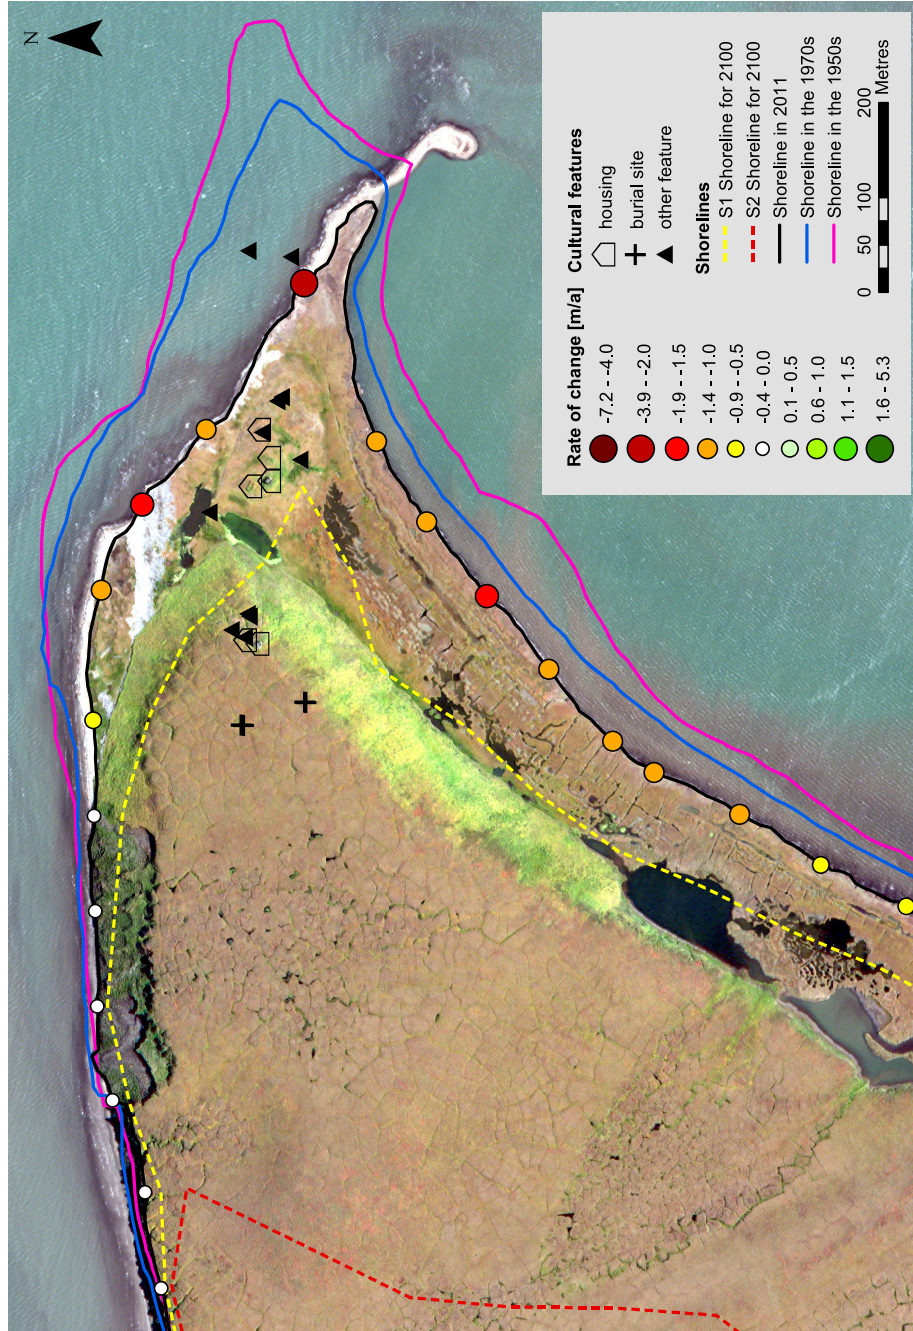 N
Rate of change [m/a]
-7.2 - -4.0
-3.9 - -2.0
-1.9 - -1.5
-1.4 - -1.0
-0.9 - -0.5
-0.4 - 0.0
0.1 - 0.5
0.6 - 1.0
1.1 - 1.5
1.6 - 5.3
Cultural features
housing
burial site
other feature
Shorelines
S1 Shoreline for 2100
S2 Shoreline for 2100
Shoreline in 2011
Shoreline in the 1970s
Shoreline in the 1950s
0 50 100 200
Metres